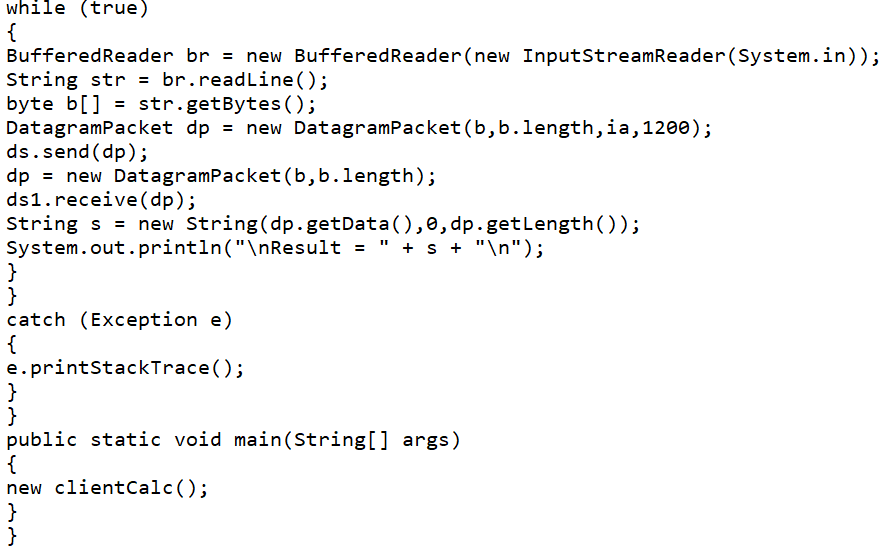 while (true)
{
BufferedReader br = new BufferedReader(new InputStreamReader(System.in));
String str = br.readLine();
byte b[] = str.getBytes();
DatagramPacket dp = new DatagramPacket(b,b.length,ia,1200);
ds.send(dp);
dp = new DatagramPacket(b,b.length);
ds1.receive(dp);
String s = new String(dp.getData(),0,dp.getLength());
System.out.println("\nResult = " + s + "\n");
}
}
catch (Exception e)
{
e.printStackTrace();
}
}
public static void main(String[] args)
{
new clientCalc();
}
}